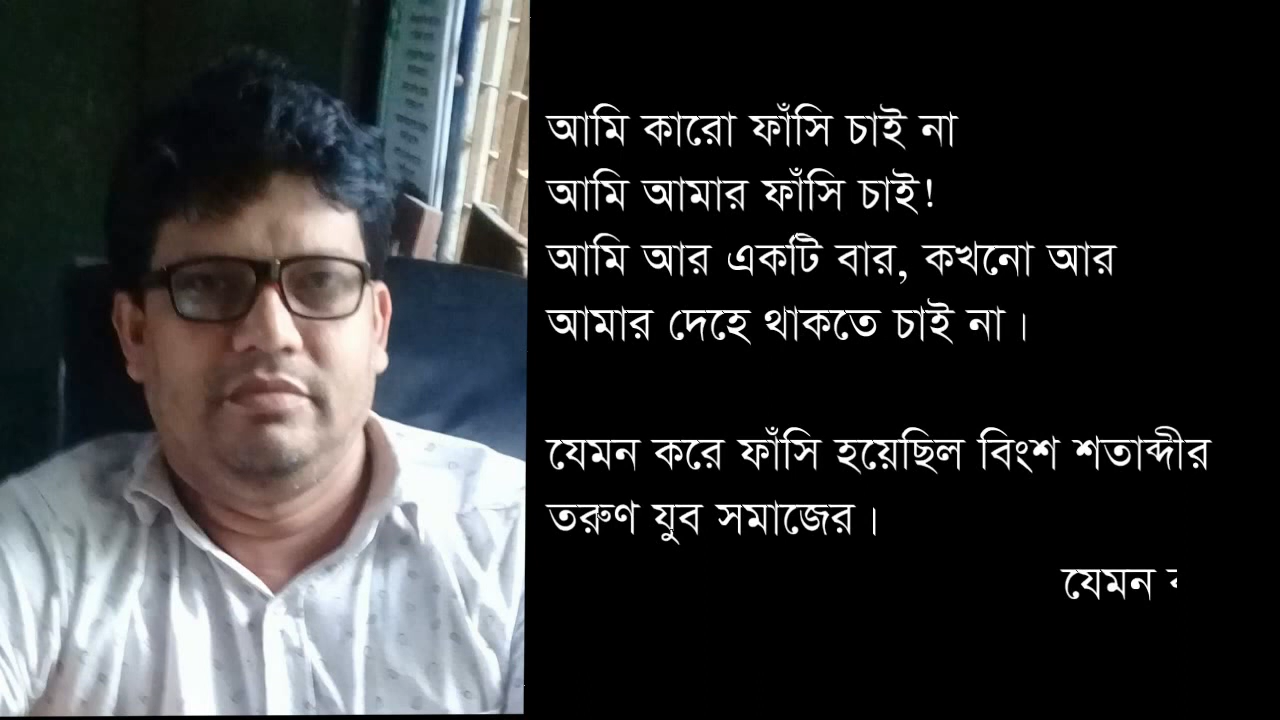 আমি কারো ফাঁসি চাই না
আমি আমার ফাঁসি চাই!
আমি আর একটি বার, কখনো আর
আমার দেহে থাকতে চাই না।
যেমন করে ফাঁসি হয়েছিল বিংশ শতাব্দীর
তরুণ যুব সমাজের।
যেমন